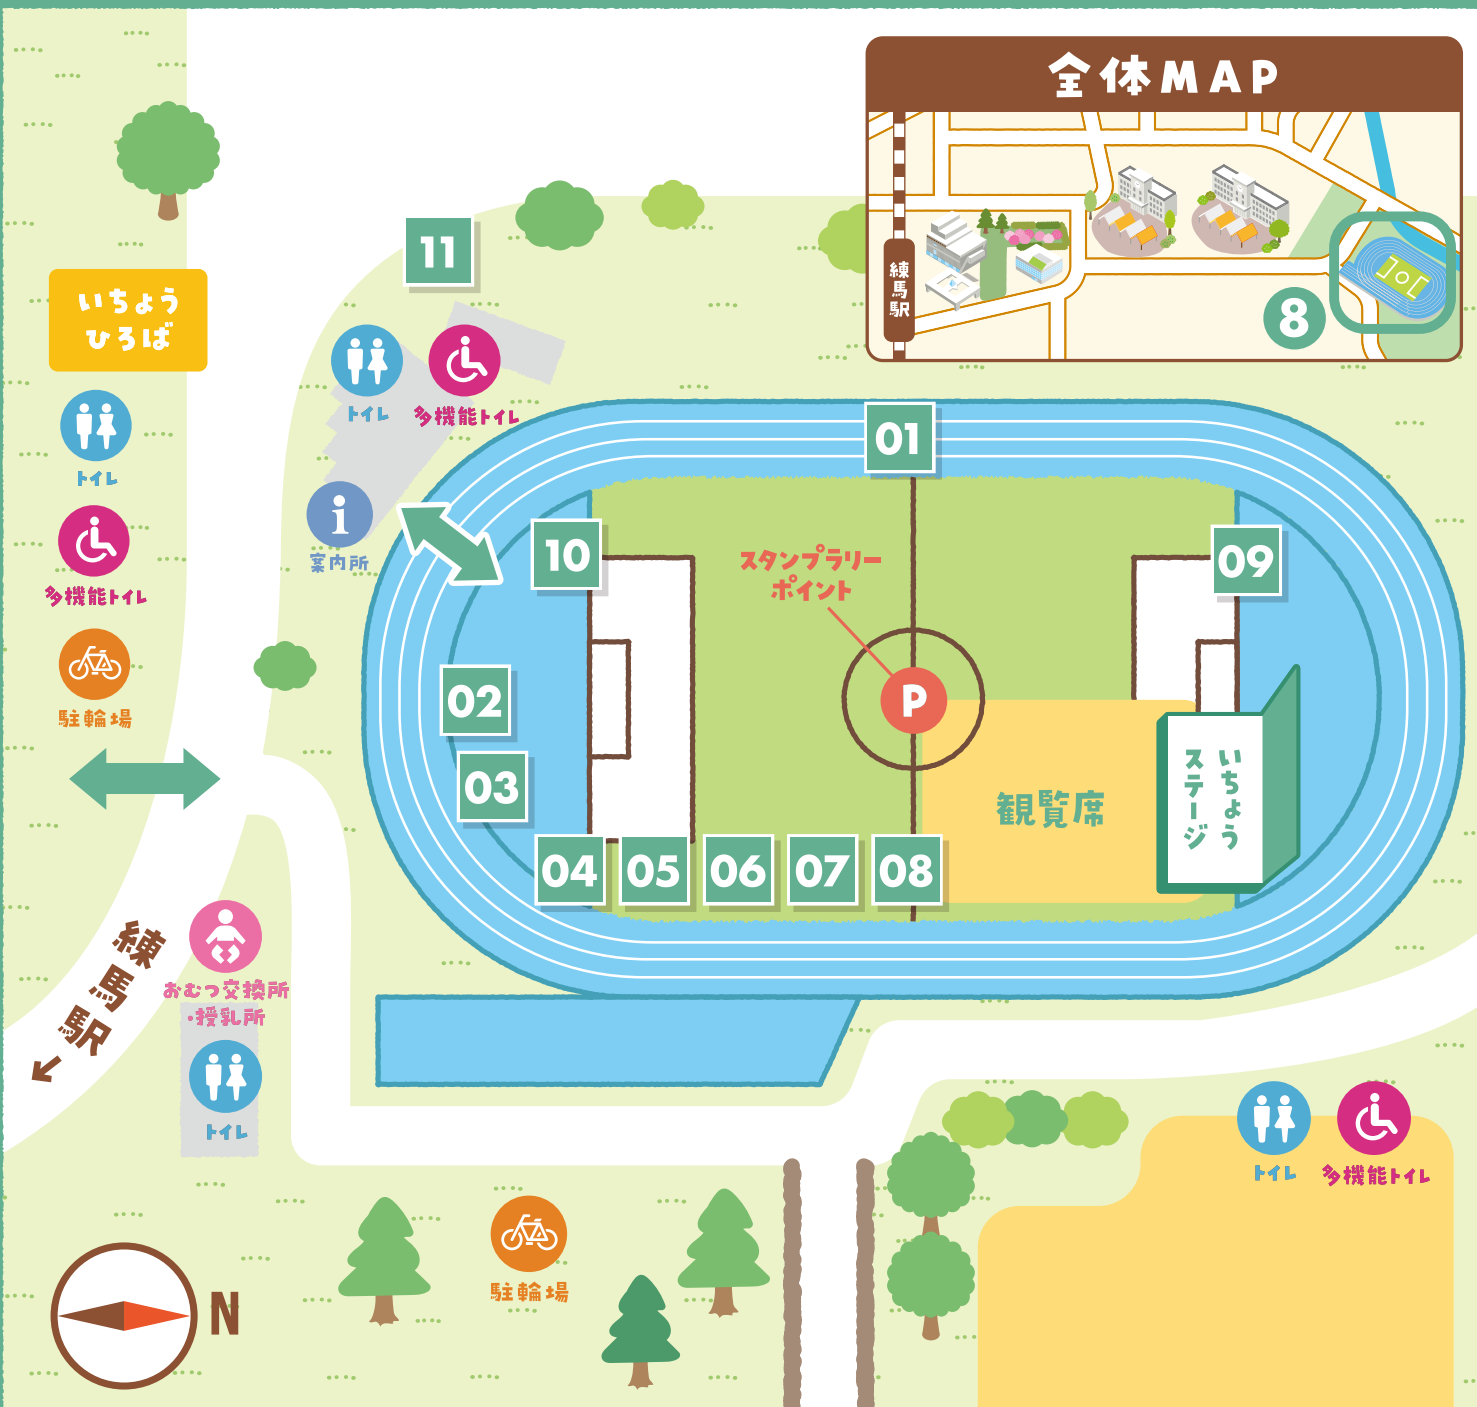 全体MAP
練馬駅
8
11
いちょう
ひろば
トイレ
多機能トイレ
トイレ
多機能トイレ
01
案内所
10
スタンプラリー
ポイント
09
トイレ
多機能トイレ
駐輪場
02
P
03
いちょう
ステージ
観覧席
04
05
06
07
08
練馬駅
おむつ交換所
・授乳所
トイレ
駐輪場
N